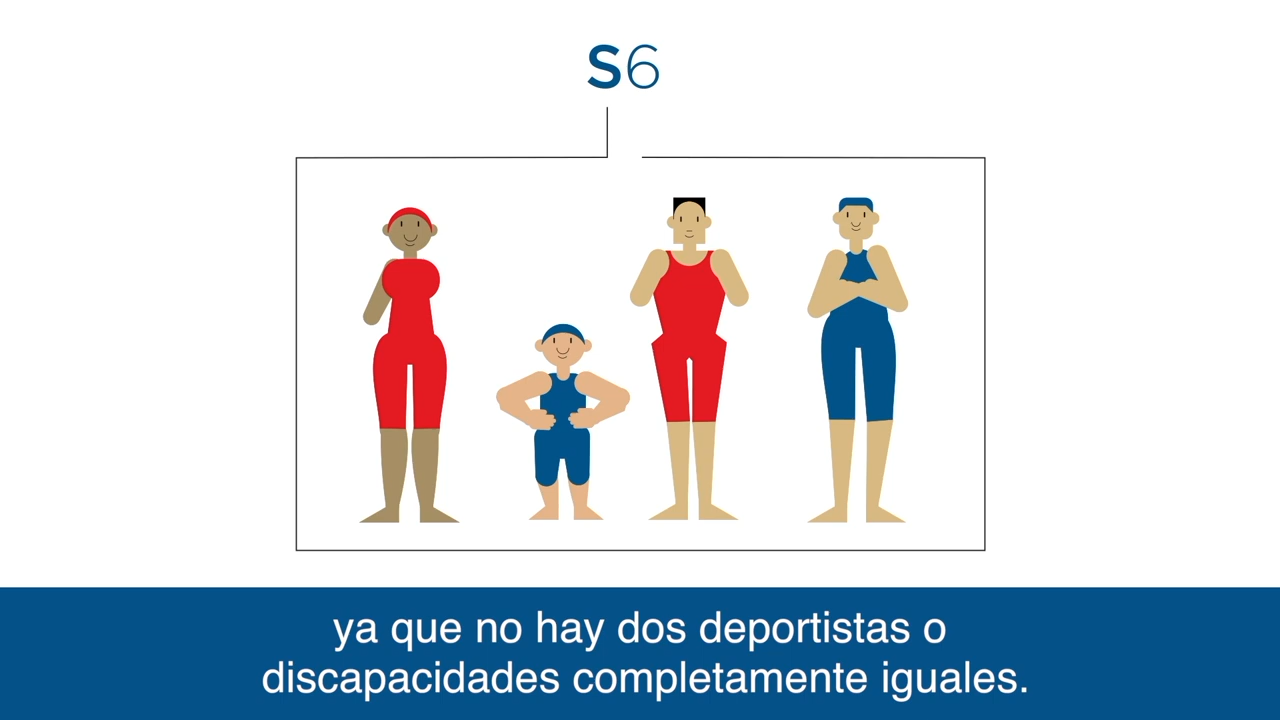 S6
ya que no hay dos deportistas o
discapacidades completamente iguales.